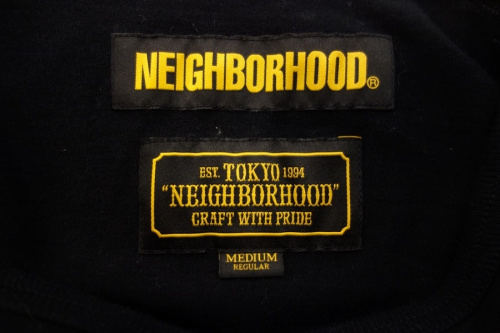 NEIGHBORHOOD®
EST. TOKYO 1994
"NEIGHBORHOOD"
CRAFT WITH PRIDE
MEDIUM
REGULAR